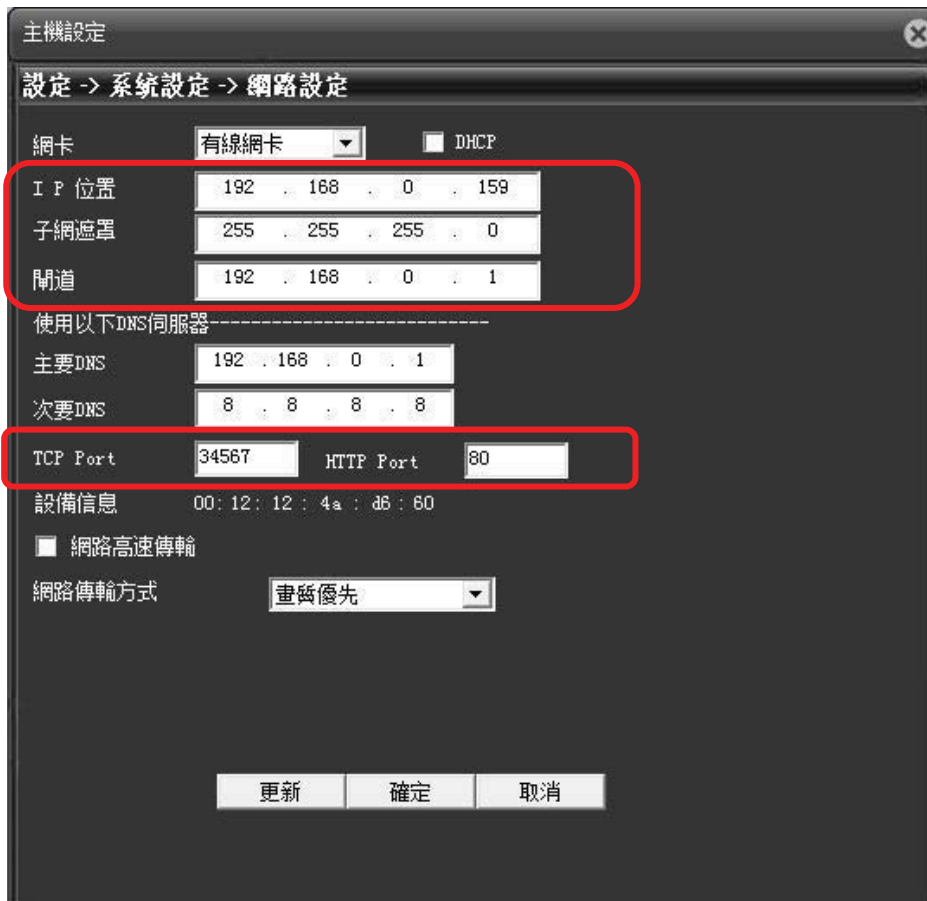 主機設定
設定 -> 系統設定 -> 網路設定
網卡 有線網卡 DHCP
I P 位置 192 . 168 . 0 . 159
子網遮罩 255 . 255 . 255 . 0
閘道 192 . 168 . 0 . 1
使用以下DNS伺服器---------------------------
主要DNS 192 . 168 . 0 . 1
次要DNS 8 . 8 . 8 . 8
TCP Port 34567 HTTP Port 80
設備信息 00: 12: 12 : 4a : d6 : 60
網路高速傳輸
網路傳輸方式 畫質優先
更新 確定 取消